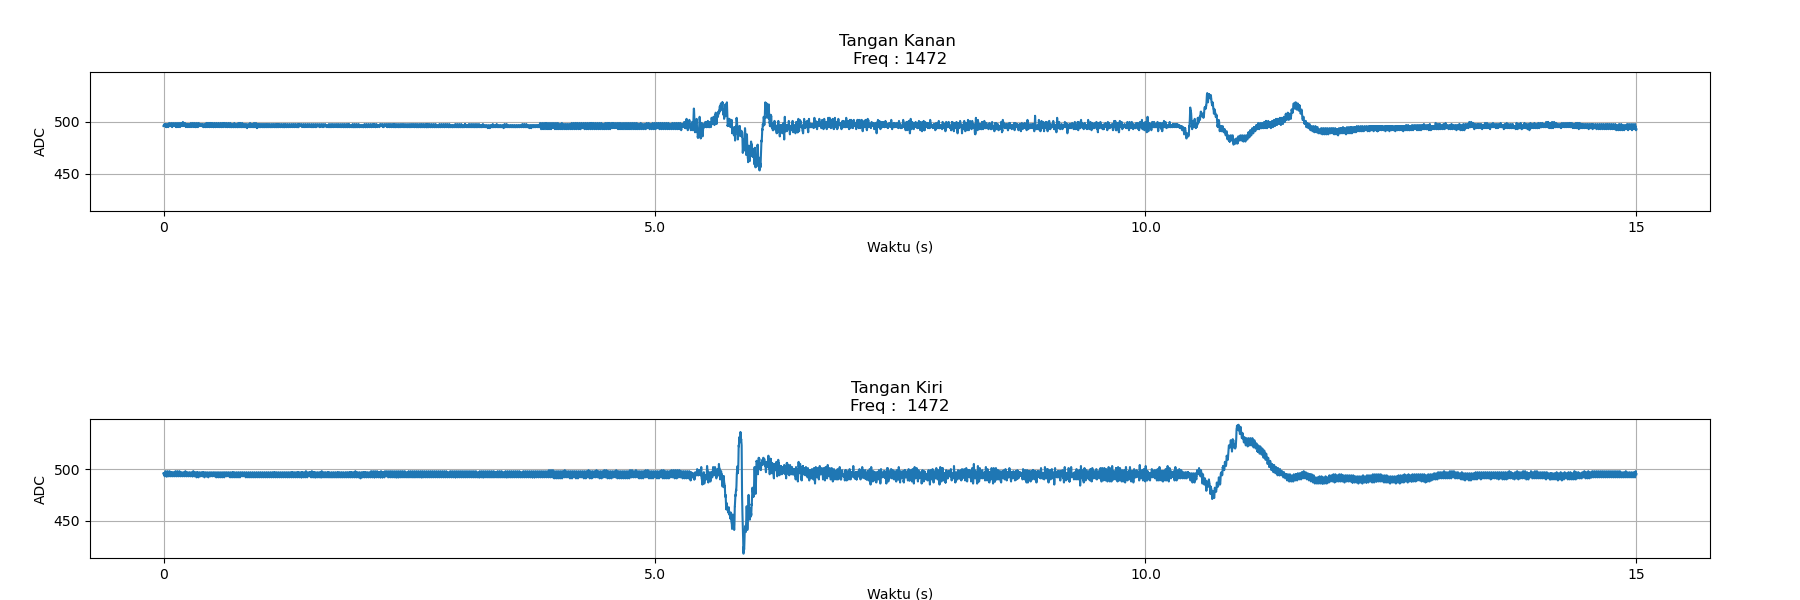 Tangan Kanan
Freq : 1472
500
450
ADC
0 5.0 10.0 15
Waktu (s)
Tangan Kiri
Freq :  1472
500
450
ADC
0 5.0 10.0 15
Waktu (s)